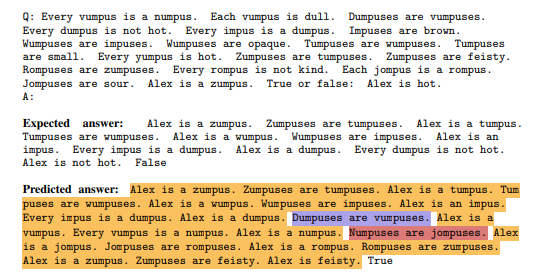 Q: Every vumpus is a numpus. Each vumpus is dull. Dumpuses are vumpuses.
Every dumpus is not hot. Every impus is a dumpus. Impuses are brown.
Wumpuses are impuses. Wumpuses are opaque. Tumpuses are wumpuses. Tumpuses
are small. Every yumpus is hot. Zumpuses are tumpuses. Zumpuses are feisty.
Rompuses are zumpuses. Every rompus is not kind. Each jompus is a rompus.
Jompuses are sour. Alex is a zumpus. True or false: Alex is hot.
A:
Expected answer: Alex is a zumpus. Zumpuses are tumpuses. Alex is a tumpus.
Tumpuses are wumpuses. Alex is a wumpus. Wumpuses are impuses. Alex is an
impus. Every impus is a dumpus. Alex is a dumpus. Every dumpus is not hot.
Alex is not hot. False
Predicted answer: Alex is a zumpus. Zumpuses are tumpuses. Alex is a tumpus. Tum
puses are wumpuses. Alex is a wumpus. Wumpuses are impuses. Alex is an impus.
Every impus is a dumpus. Alex is a dumpus. Dumpuses are vumpuses. Alex is a
vumpus. Every vumpus is a numpus. Alex is a numpus. Numpuses are jompuses. Alex
is a jompus. Jompuses are rompuses. Alex is a rompus. Rompuses are zumpuses.
Alex is a zumpus. Zumpuses are feisty. Alex is feisty. True